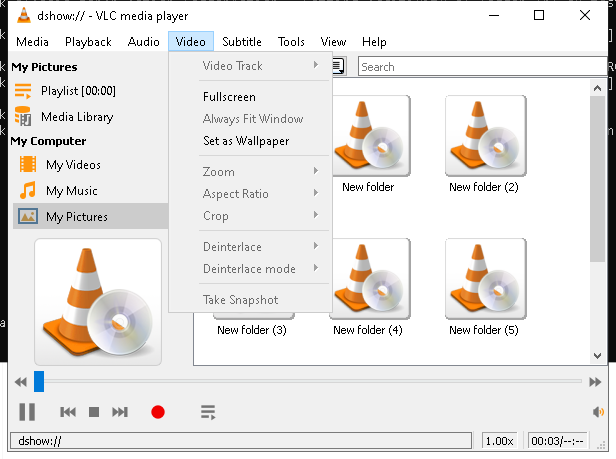 dshow:// - VLC media player
Media Playback Audio Video Subtitle Tools View Help
My Pictures
Playlist [00:00]
Media Library
My Computer
My Videos
My Music
My Pictures
Video Track
Fullscreen
Always Fit Window
Set as Wallpaper
Zoom
Aspect Ratio
Crop
Deinterlace
Deinterlace mode
Take Snapshot
Search
New folder
New folder (2)
New folder (3)
New folder (4)
New folder (5)
dshow://
1.00x
00:03/--:--